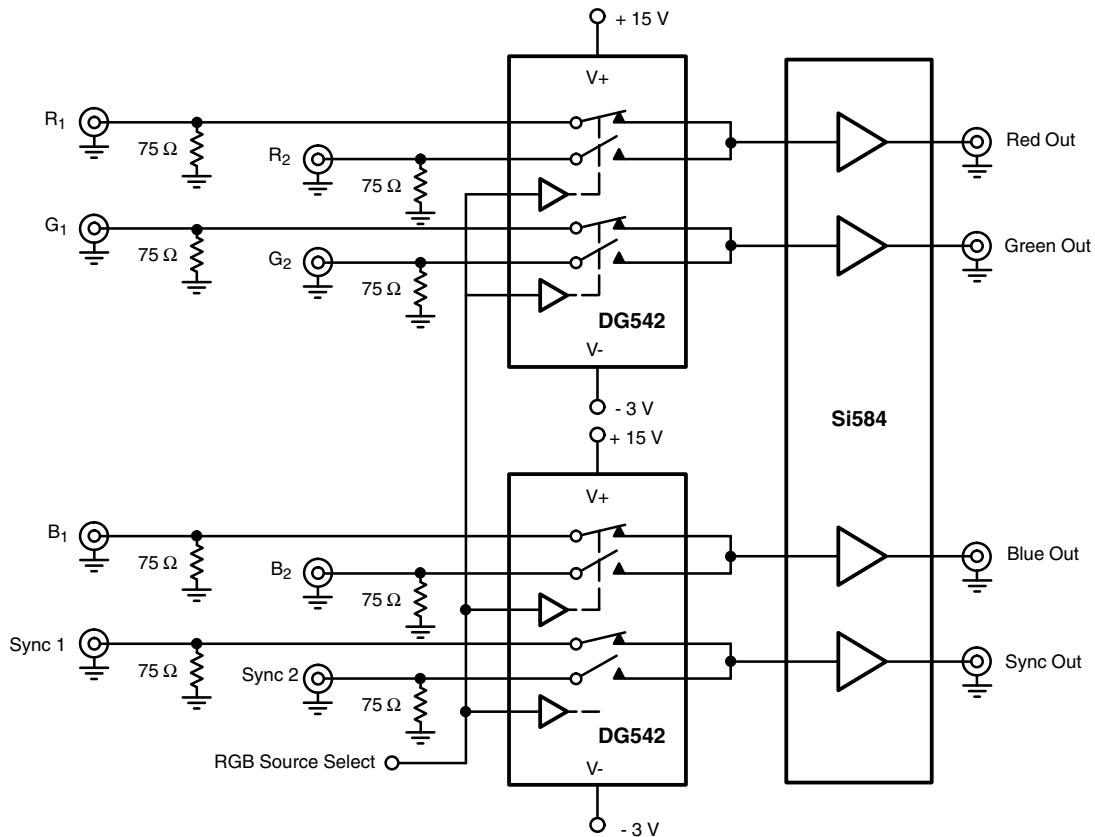 + 15 V
V+
R1
75 Ω
R2
75 Ω
Red Out
G1
75 Ω
G2
75 Ω
Green Out
DG542
V-
- 3 V
Si584
+ 15 V
V+
B1
75 Ω
B2
75 Ω
Blue Out
Sync 1
75 Ω
Sync 2
75 Ω
Sync Out
DG542
RGB Source Select
V-
- 3 V